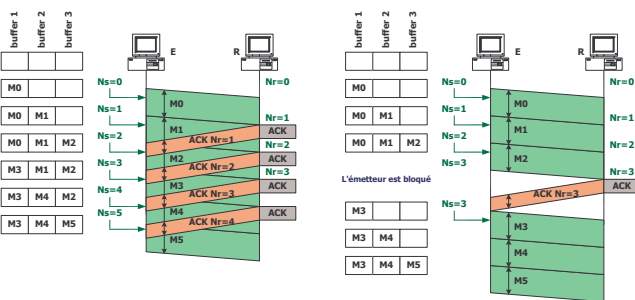 buffer 1
buffer 2
buffer 3
E
R
M0
M0 M1
M0 M1 M2
M3 M1 M2
M3 M4 M2
M3 M4 M5
Ns=0
Ns=1
Ns=2
Ns=3
Ns=4
Ns=5
M0
M1
ACK Nr=1
M2
ACK Nr=2
M3
ACK Nr=3
M4
ACK Nr=4
M5
Nr=0
Nr=1
ACK
Nr=2
ACK
Nr=3
ACK
ACK
buffer 1
buffer 2
buffer 3
E
R
M0
M0 M1
M0 M1 M2
L'émetteur est bloqué
M3
M3 M4
M3 M4 M5
Ns=0
Ns=1
Ns=2
Ns=3
Ns=3
M0
M1
M2
ACK Nr=3
M3
M4
M5
Nr=0
Nr=1
Nr=2
Nr=3
ACK